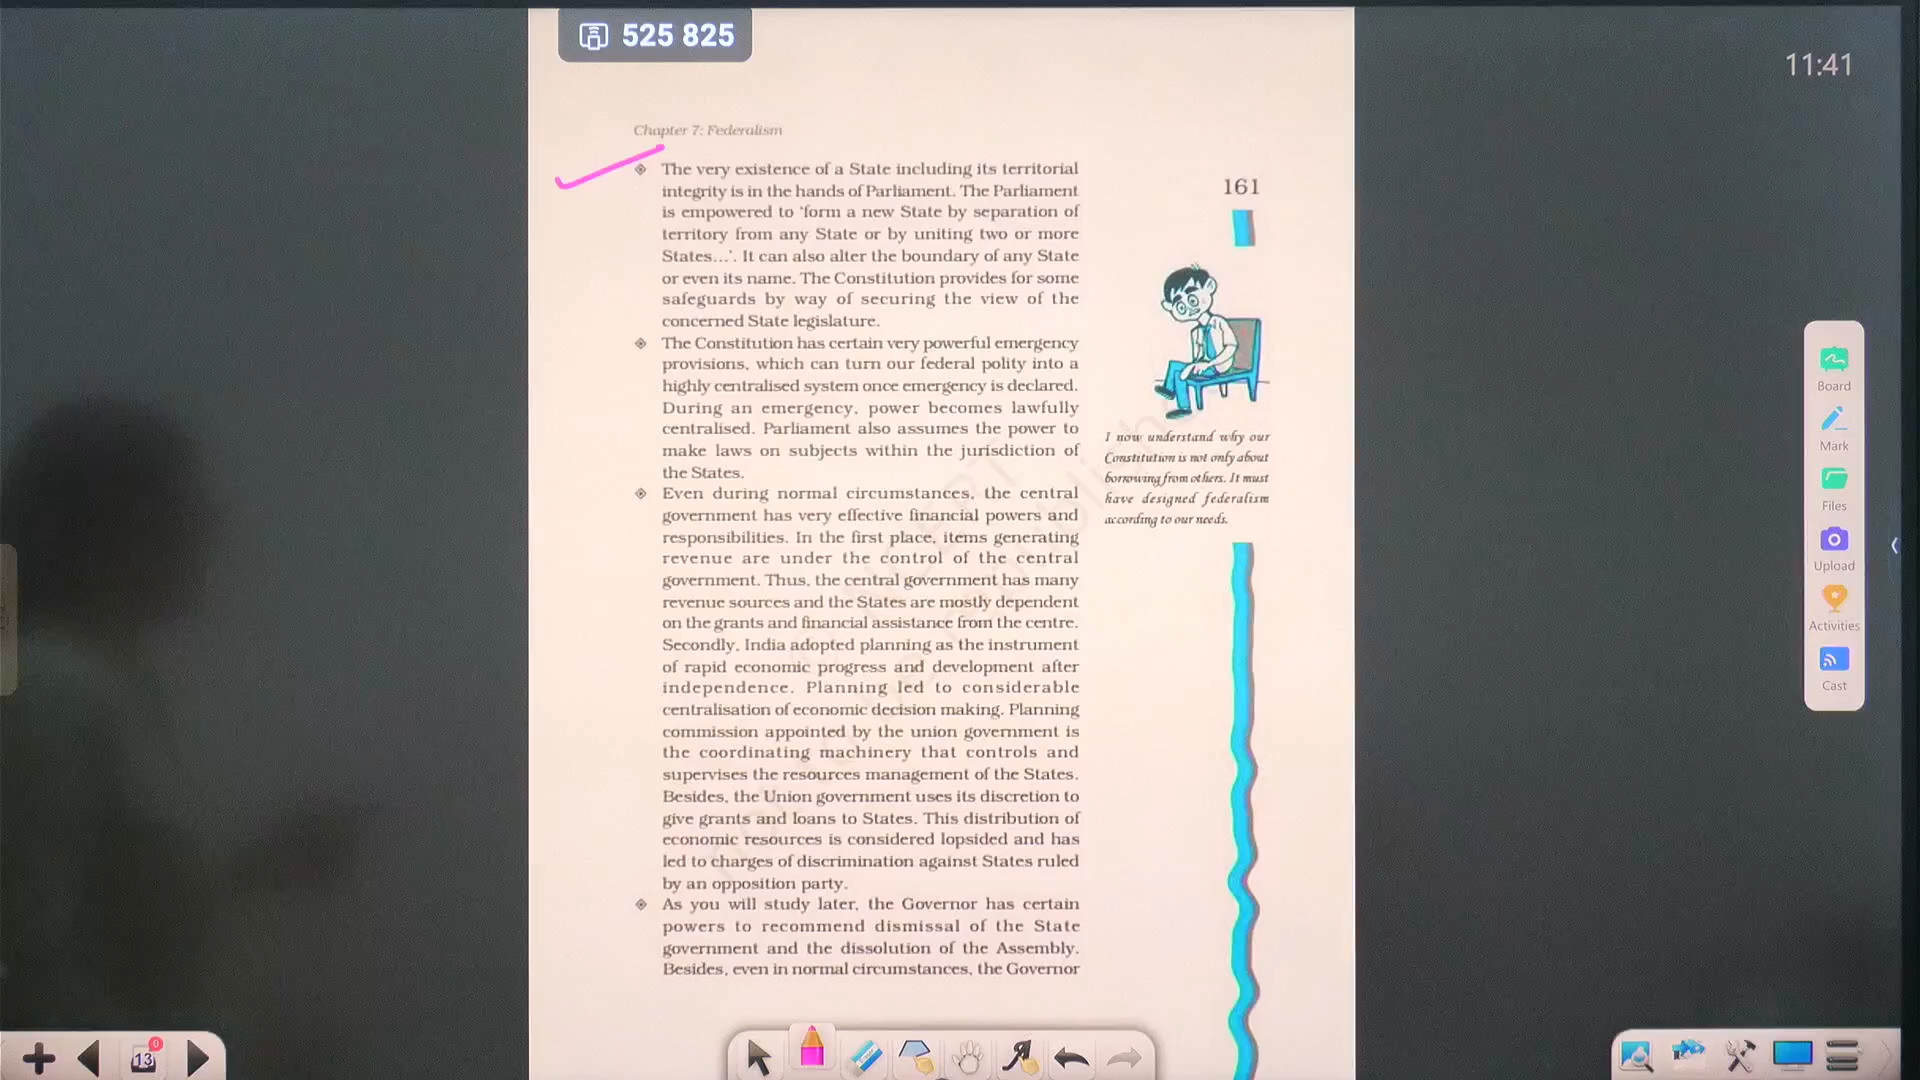 525 825
11:41
Chapter 7: Federalism
161
The very existence of a State including its territorial
integrity is in the hands of Parliament. The Parliament
is empowered to ‘form a new State by separation of
territory from any State or by uniting two or more
States...’. It can also alter the boundary of any State
or even its name. The Constitution provides for some
safeguards by way of securing the view of the
concerned State legislature.
The Constitution has certain very powerful emergency
provisions, which can turn our federal polity into a
highly centralised system once emergency is declared.
During an emergency, power becomes lawfully
centralised. Parliament also assumes the power to
make laws on subjects within the jurisdiction of
the States.
Even during normal circumstances, the central
government has very effective financial powers and
responsibilities. In the first place, items generating
revenue are under the control of the central
government. Thus, the central government has many
revenue sources and the States are mostly dependent
on the grants and financial assistance from the centre.
Secondly, India adopted planning as the instrument
of rapid economic progress and development after
independence. Planning led to considerable
centralisation of economic decision making. Planning
commission appointed by the union government is
the coordinating machinery that controls and
supervises the resources management of the States.
Besides, the Union government uses its discretion to
give grants and loans to States. This distribution of
economic resources is considered lopsided and has
led to charges of discrimination against States ruled
by an opposition party.
As you will study later, the Governor has certain
powers to recommend dismissal of the State
government and the dissolution of the Assembly.
Besides, even in normal circumstances, the Governor
I now understand why our
Constitution is not only about
borrowing from others. It must
have designed federalism
according to our needs.
Board
Mark
Files
Upload
Activities
Cast
13
0